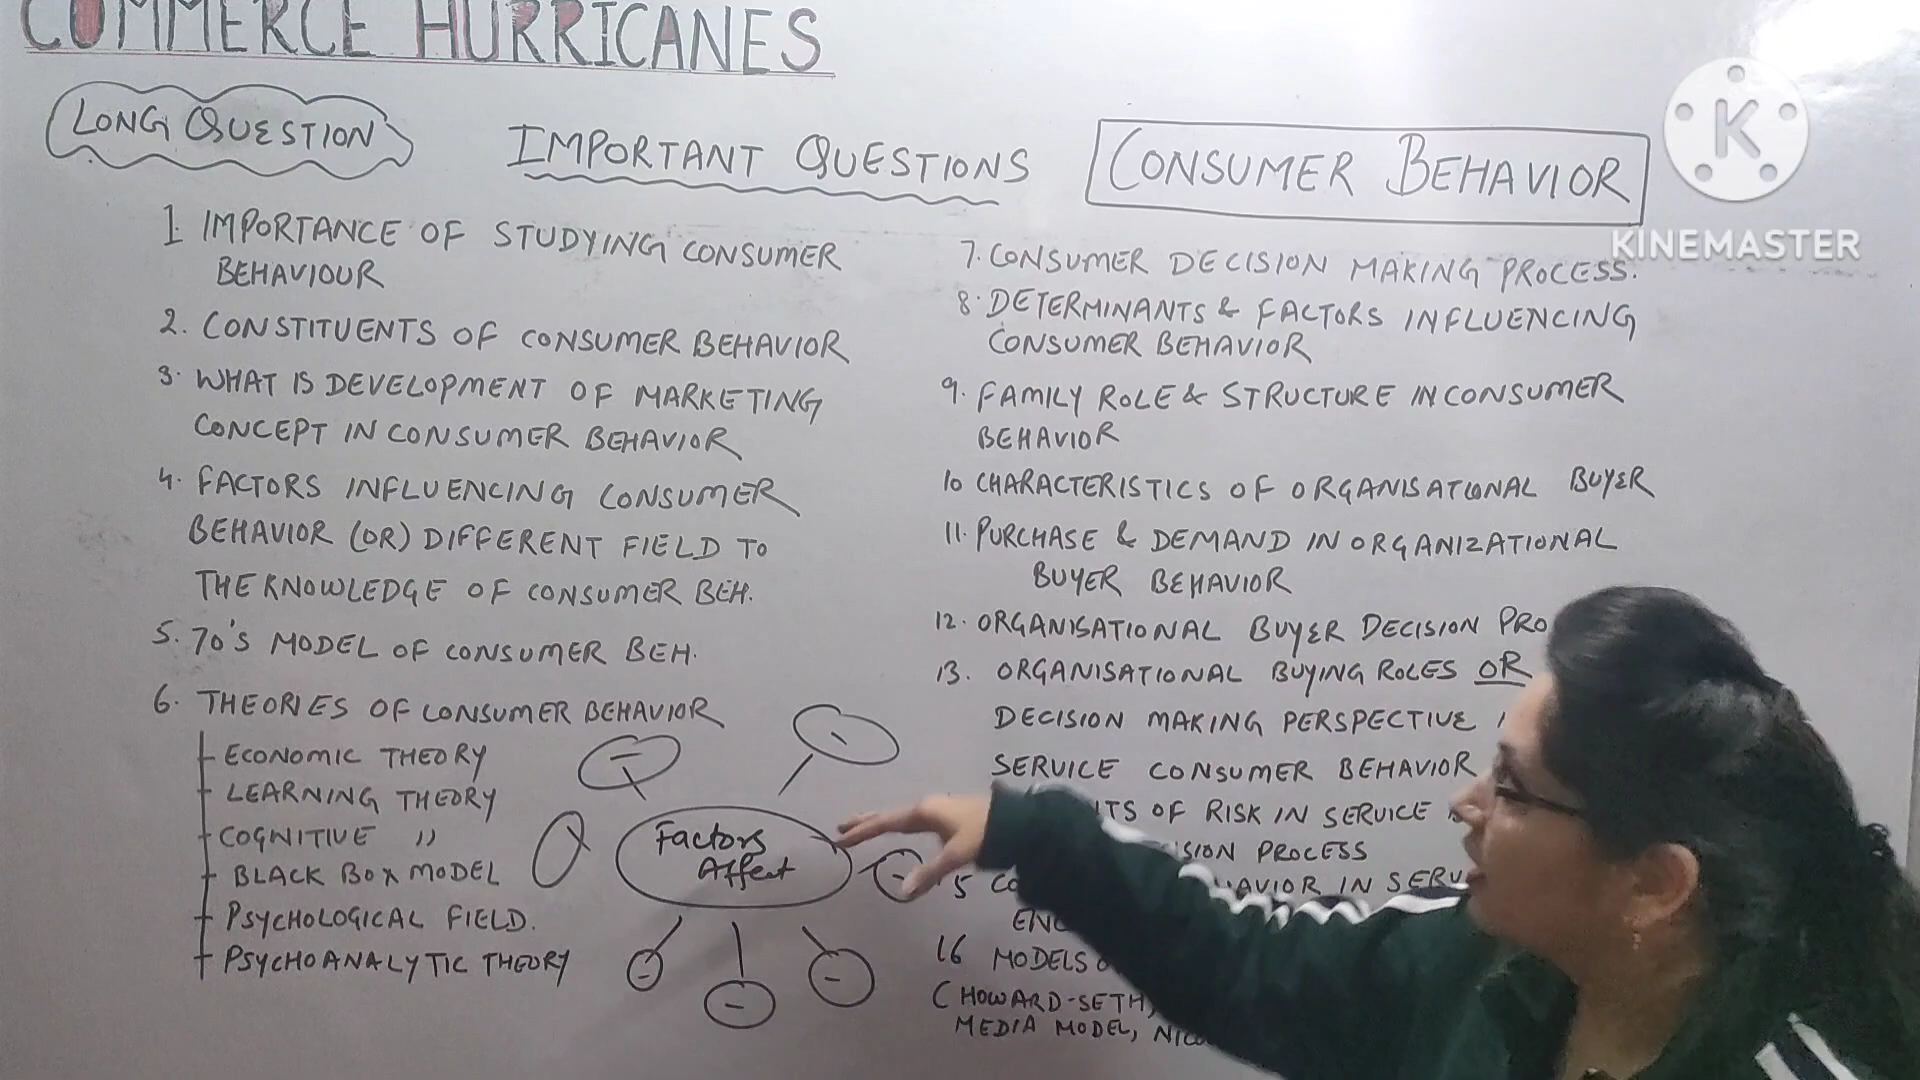 COMMERCE HURRICANES
LONG QUESTION
IMPORTANT QUESTIONS
CONSUMER BEHAVIOR
1. IMPORTANCE OF STUDYING CONSUMER
BEHAVIOUR
2. CONSTITUENTS OF CONSUMER BEHAVIOR
3. WHAT IS DEVELOPMENT OF MARKETING
CONCEPT IN CONSUMER BEHAVIOR
4. FACTORS INFLUENCING CONSUMER
BEHAVIOR (OR) DIFFERENT FIELD TO
THE KNOWLEDGE OF CONSUMER BEH.
5. 70'S MODEL OF CONSUMER BEH.
6. THEORIES OF CONSUMER BEHAVIOR
ECONOMIC THEORY
LEARNING THEORY
COGNITIVE "
BLACK BOX MODEL
PSYCHOLOGICAL FIELD.
PSYCHOANALYTIC THEORY
Factors
Affect
7. CONSUMER DECISION MAKING PROCESS.
8. DETERMINANTS & FACTORS INFLUENCING
CONSUMER BEHAVIOR
9. FAMILY ROLE & STRUCTURE IN CONSUMER
BEHAVIOR
10 CHARACTERISTICS OF ORGANISATIONAL BUYER
11. PURCHASE & DEMAND IN ORGANIZATIONAL
BUYER BEHAVIOR
12. ORGANISATIONAL BUYER DECISION PRO
13. ORGANISATIONAL BUYING ROLES OR
DECISION MAKING PERSPECTIVE
SERVICE CONSUMER BEHAVIOR
OF RISK IN SERVICE
PROCESS
15 IN SERV
16 MODELS
(HOWARD-SETH,
MEDIA MODEL,
K
KINEMASTER